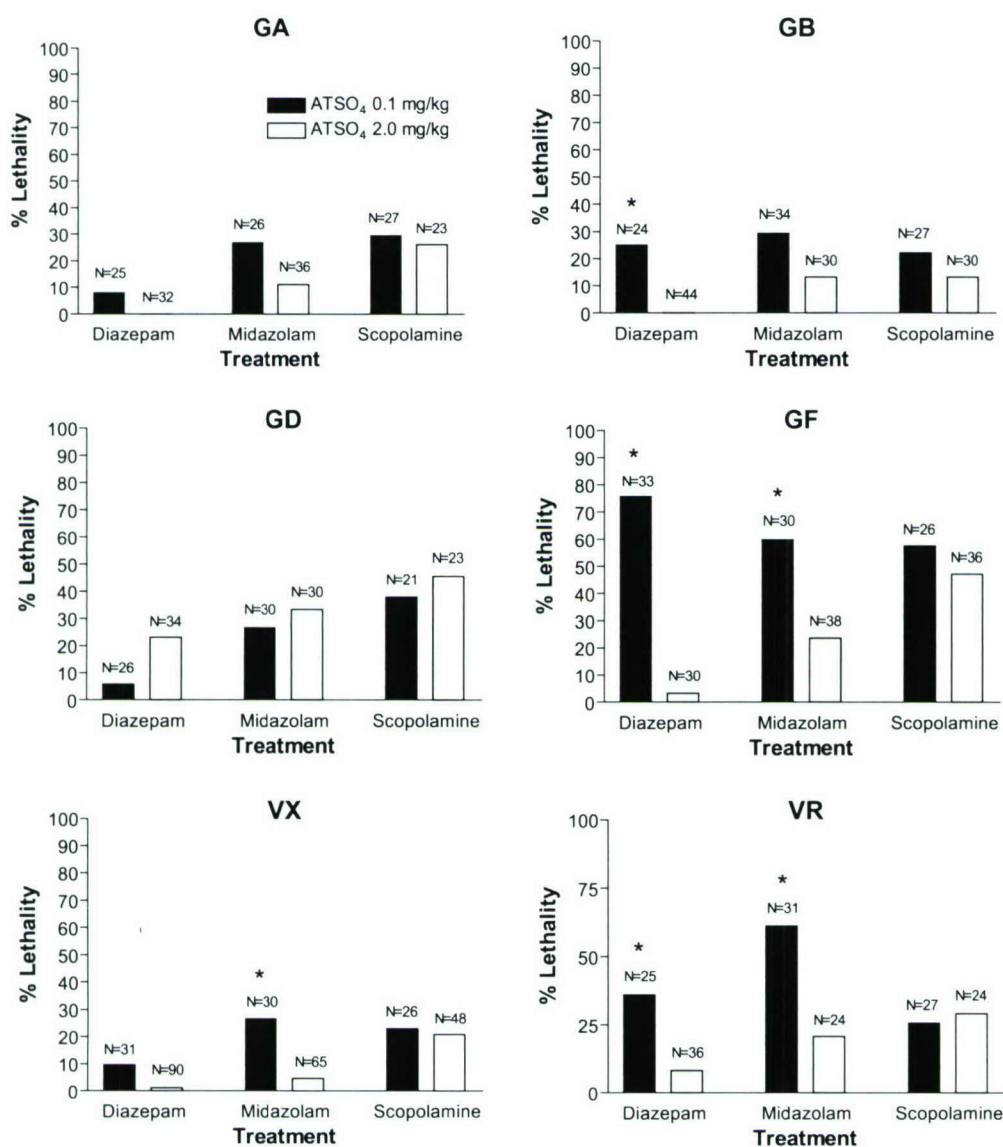 GA
100
90
80
70
60
50
40
30
20
10
0
% Lethality
ATSO₄ 0.1 mg/kg
ATSO₄ 2.0 mg/kg
N=25
N=32
N=26
N=36
N=27
N=23
Diazepam Midazolam Scopolamine
Treatment
GB
100
90
80
70
60
50
40
30
20
10
0
% Lethality
*
N=24
N=44
N=34
N=30
N=27
N=30
Diazepam Midazolam Scopolamine
Treatment
GD
100
90
80
70
60
50
40
30
20
10
0
% Lethality
N=26
N=34
N=30
N=30
N=21
N=23
Diazepam Midazolam Scopolamine
Treatment
GF
100
90
80
70
60
50
40
30
20
10
0
% Lethality
*
N=33
N=30
*
N=30
N=38
N=26
N=36
Diazepam Midazolam Scopolamine
Treatment
VX
100
90
80
70
60
50
40
30
20
10
0
% Lethality
N=31
N=90
*
N=30
N=65
N=26
N=48
Diazepam Midazolam Scopolamine
Treatment
VR
100
75
50
25
0
% Lethality
*
N=25
N=36
*
N=31
N=24
N=27
N=24
Diazepam Midazolam Scopolamine
Treatment